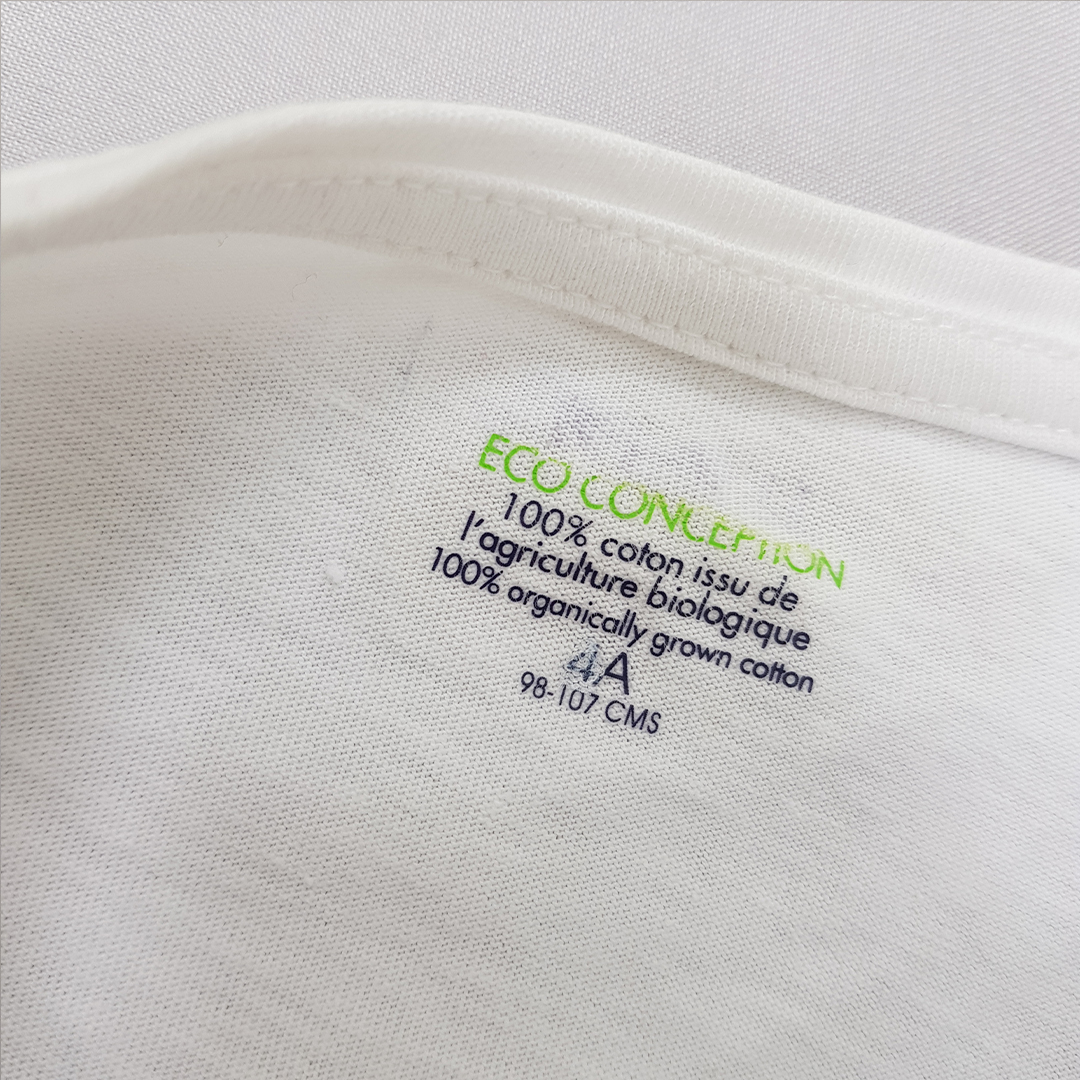 ECO CONCEPTION
100% coton issu de
l'agriculture biologique
100% organically grown cotton
4A
98-107 CMS